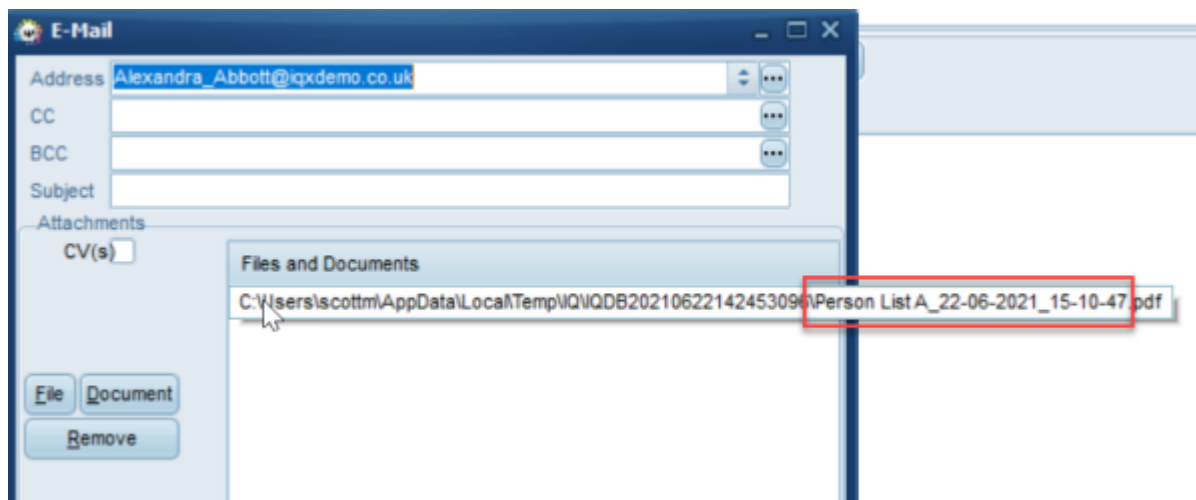 E-Mail
Address Alexandra_Abbott@iqxdemo.co.uk
CC
BCC
Subject
Attachments
CV(s)
Files and Documents
C:\Users\scottm\AppData\Local\Temp\IQ\IQDB20210622142453096\Person List A_22-06-2021_15-10-47.pdf
File Document
Remove